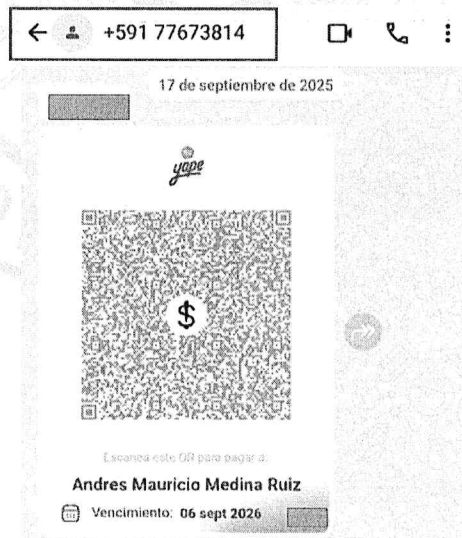 +591 77673814
17 de septiembre de 2025
yape
$
Escanea este QR para pagar a:
Andres Mauricio Medina Ruiz
Vencimiento: 06 sept 2026